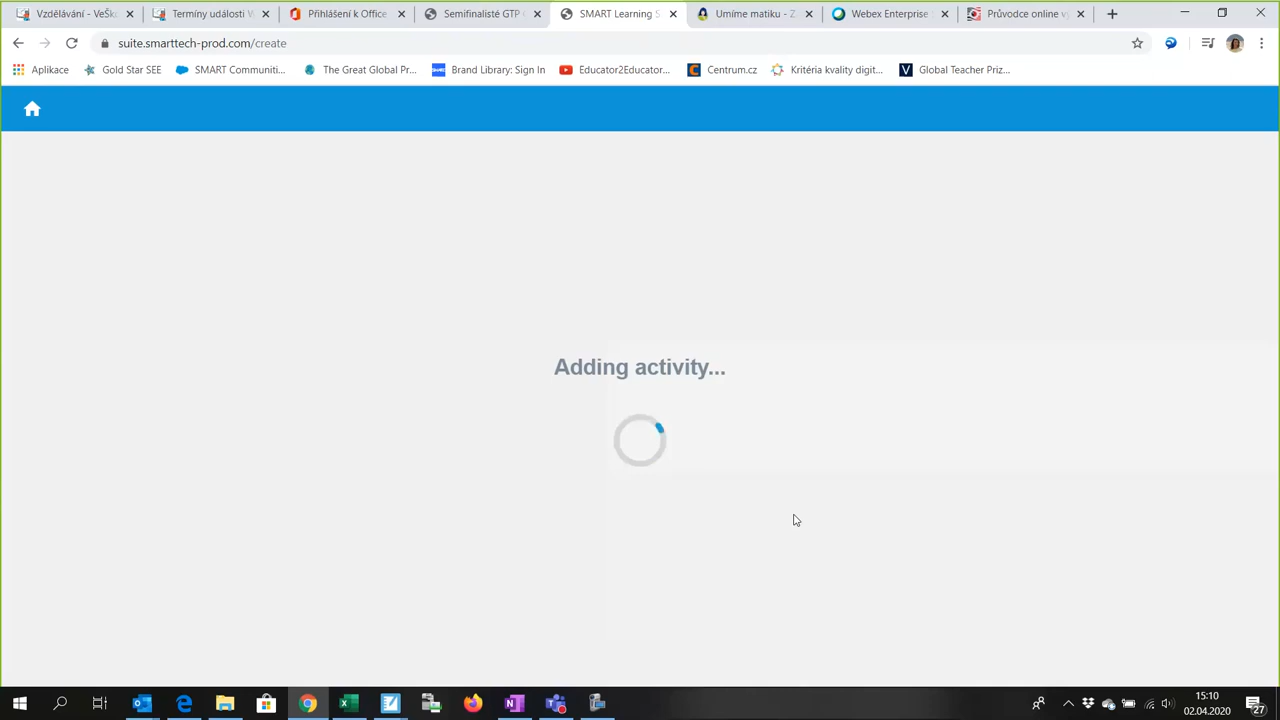 Vzdělávání - VeŠk
Termíny události V
Přihlášení k Office
Semifinalisté GTP
SMART Learning S
Umíme matiku - Z
Webex Enterprise
Průvodce online vý
suite.smarttech-prod.com/create
Aplikace
Gold Star SEE
SMART Communiti...
The Great Global Pr...
Brand Library: Sign In
Educator2Educator...
Centrum.cz
Kritéria kvality digit...
Global Teacher Priz...
Adding activity...
15:10
02.04.2020
27